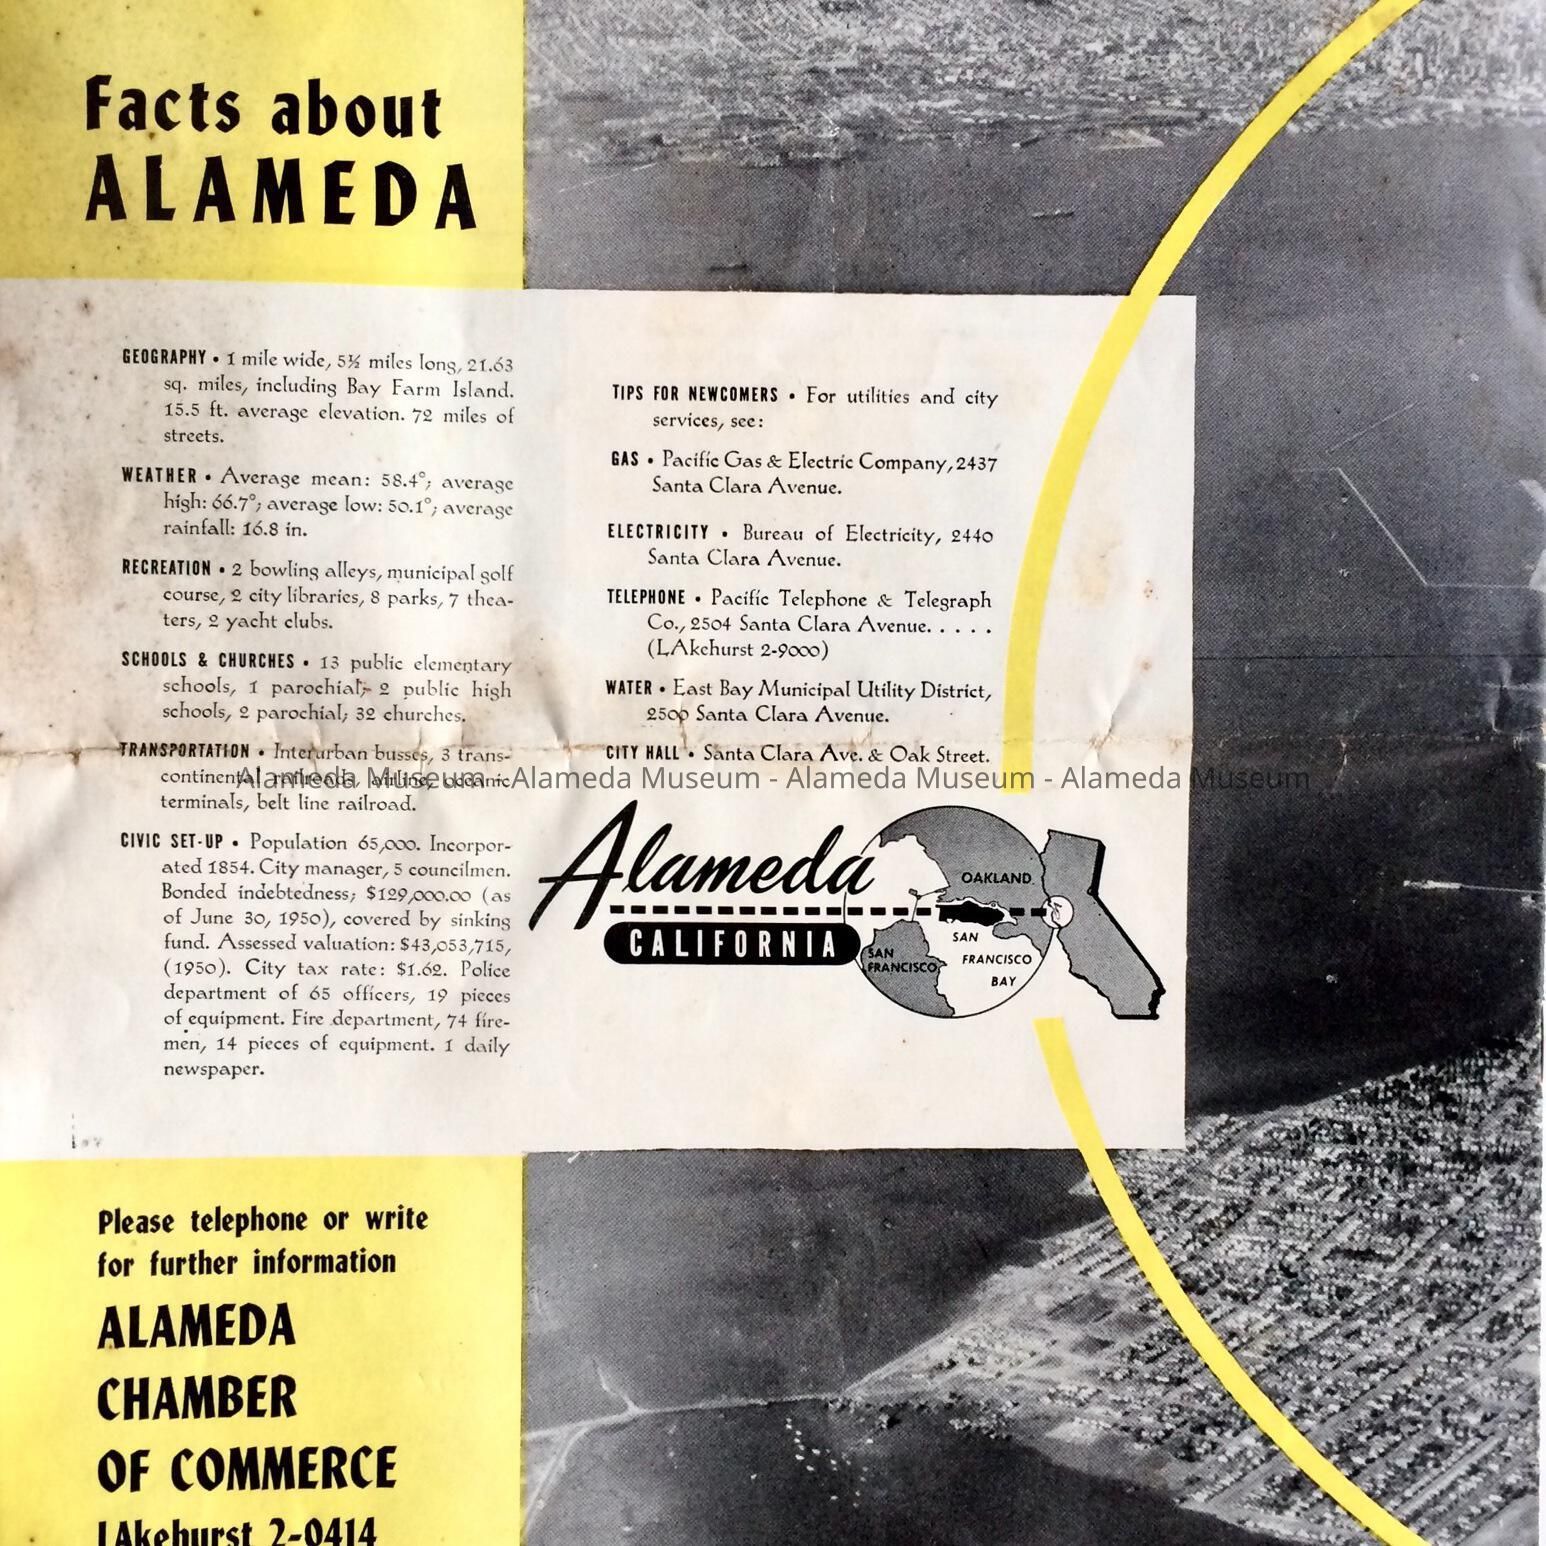 Facts about
ALAMEDA
GEOGRAPHY • 1 mile wide, 5½ miles long, 21.63
sq. miles, including Bay Farm Island.
15.5 ft. average elevation. 72 miles of
streets.
WEATHER • Average mean: 58.4°; average
high: 66.7°; average low: 50.1°; average
rainfall: 16.8 in.
RECREATION • 2 bowling alleys, municipal golf
course, 2 city libraries, 8 parks, 7 thea-
ters, 2 yacht clubs.
SCHOOLS & CHURCHES • 13 public elementary
schools, 1 parochial; 2 public high
schools, 2 parochial; 32 churches.
TRANSPORTATION • Interurban busses, 3 trans-
continental railroads, airline, oceanic
terminals, belt line railroad.
CIVIC SET-UP • Population 65,000. Incorpor-
ated 1854. City manager, 5 councilmen.
Bonded indebtedness; $129,000.00 (as
of June 30, 1950), covered by sinking
fund. Assessed valuation: $43,053,715,
(1950). City tax rate: $1.62. Police
department of 65 officers, 19 pieces
of equipment. Fire department, 74 fire-
men, 14 pieces of equipment. 1 daily
newspaper.
TIPS FOR NEWCOMERS • For utilities and city
services, see:
GAS • Pacific Gas & Electric Company, 2437
Santa Clara Avenue.
ELECTRICITY • Bureau of Electricity, 2440
Santa Clara Avenue.
TELEPHONE • Pacific Telephone & Telegraph
Co., 2504 Santa Clara Avenue. . . . .
(LAkehurst 2-9000)
WATER • East Bay Municipal Utility District,
2500 Santa Clara Avenue.
CITY HALL • Santa Clara Ave. & Oak Street.
Alameda Museum - Alameda Museum - Alameda Museum - Alameda Museum
Alameda
CALIFORNIA
OAKLAND
SAN
FRANCISCO
SAN
FRANCISCO
BAY
Please telephone or write
for further information
ALAMEDA
CHAMBER
OF COMMERCE
LAkehurst 2-0414